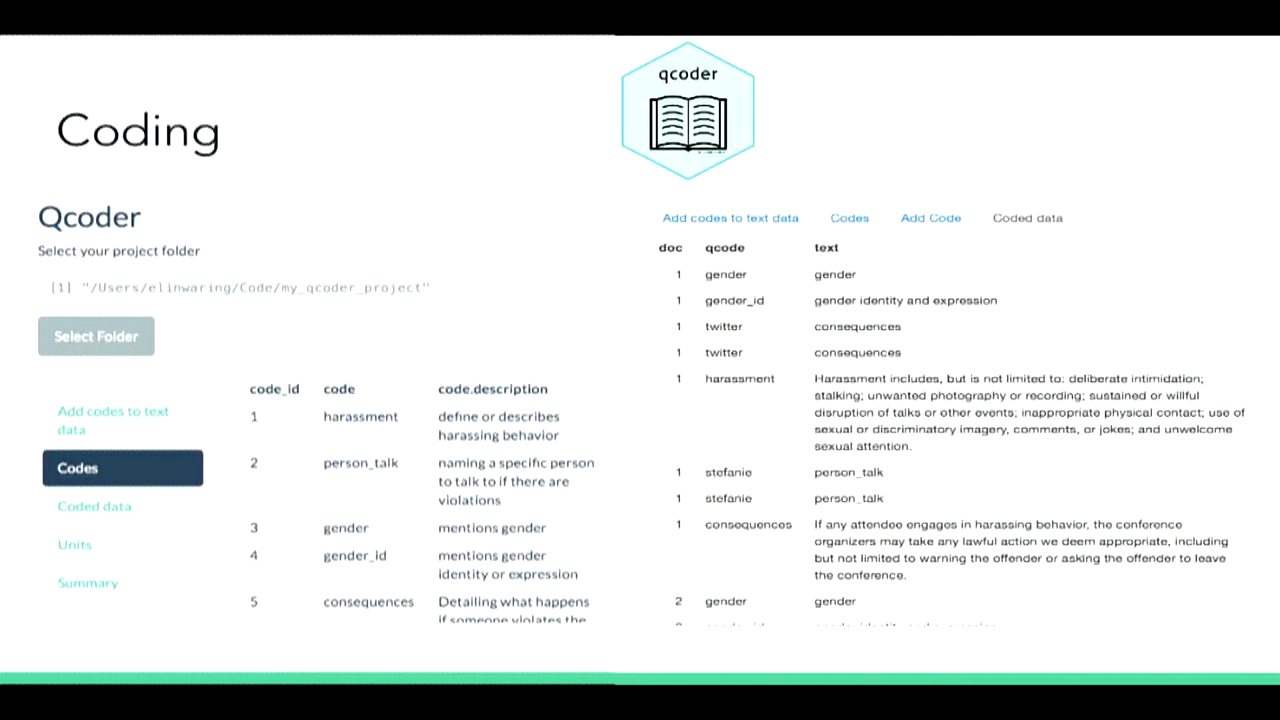 Coding
Qcoder
Select your project folder
[1] "/Users/elinwaring/Code/my_qcoder_project"
Select Folder
Add codes to text
data
Codes
Coded data
Units
Summary
code_id code code.description
1 harassment define or describes
harassing behavior
2 person_talk naming a specific person
to talk to if there are
violations
3 gender mentions gender
4 gender_id mentions gender
identity or expression
5 consequences Detailing what happens
if someone violates the
qcoder
Add codes to text data Codes Add Code Coded data
doc qcode text
1 gender gender
1 gender_id gender identity and expression
1 twitter consequences
1 twitter consequences
1 harassment Harassment includes, but is not limited to: deliberate intimidation;
stalking; unwanted photography or recording; sustained or willful
disruption of talks or other events; inappropriate physical contact; use of
sexual or discriminatory imagery, comments, or jokes; and unwelcome
sexual attention.
1 stefanie person_talk
1 stefanie person_talk
1 consequences If any attendee engages in harassing behavior, the conference
organizers may take any lawful action we deem appropriate, including
but not limited to warning the offender or asking the offender to leave
the conference.
2 gender gender